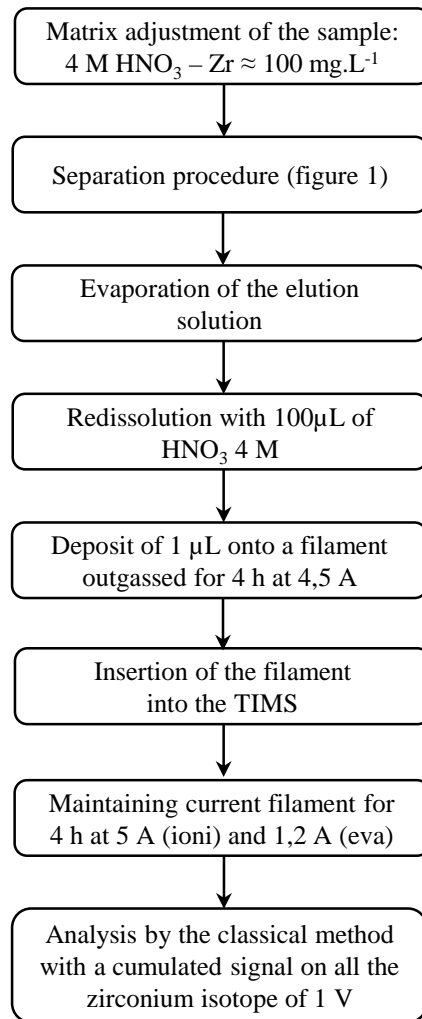 Matrix adjustment of the sample:
4 M HNO₃ – Zr ≈ 100 mg.L⁻¹
Separation procedure (figure 1)
Evaporation of the elution
solution
Redissolution with 100µL of
HNO₃ 4 M
Deposit of 1 µL onto a filament
outgassed for 4 h at 4,5 A
Insertion of the filament
into the TIMS
Maintaining current filament for
4 h at 5 A (ioni) and 1,2 A (eva)
Analysis by the classical method
with a cumulated signal on all the
zirconium isotope of 1 V